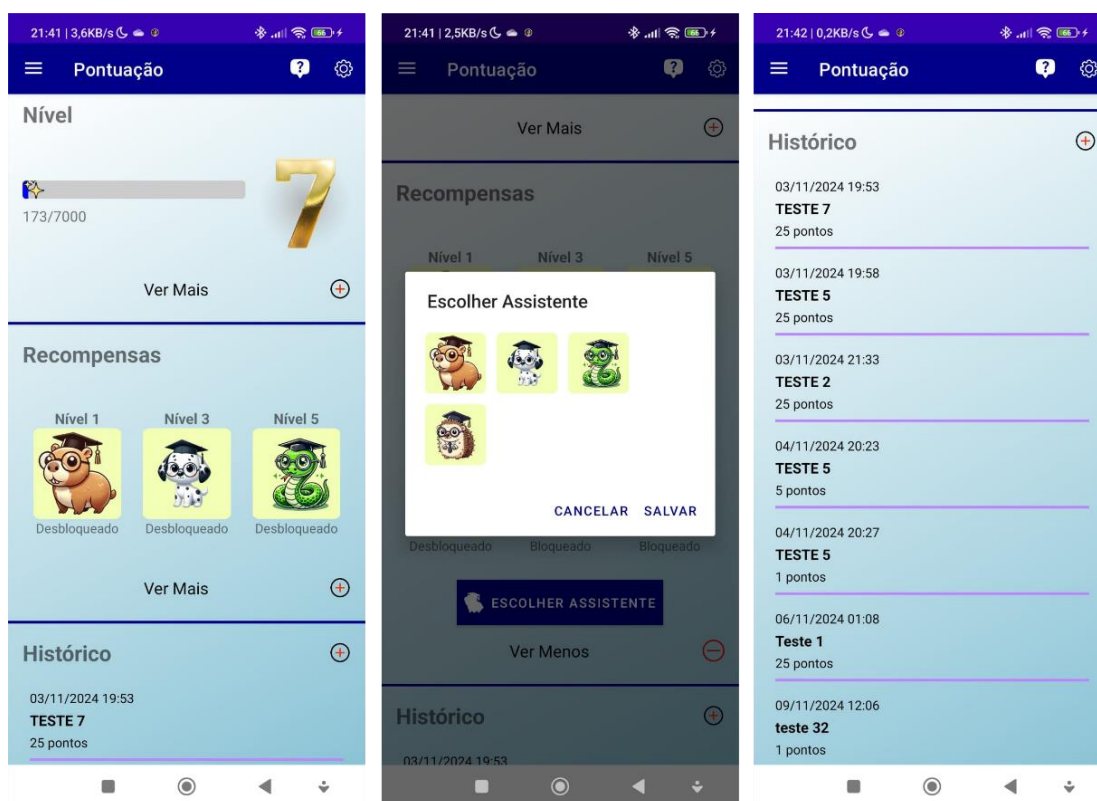 21:41 | 3,6KB/s
66
Pontuação
Nível
7
173/7000
Ver Mais
Recompensas
Nível 1 Nível 3 Nível 5
Desbloqueado Desbloqueado Desbloqueado
Ver Mais
Histórico
03/11/2024 19:53
TESTE 7
25 pontos
21:41 | 2,5KB/s
66
Pontuação
Ver Mais
Recompensas
Nível 1 Nível 3 Nível 5
Escolher Assistente
CANCELAR SALVAR
Desbloqueado Bloqueado Bloqueado
ESCOLHER ASSISTENTE
Ver Menos
Histórico
03/11/2024 19:53
21:42 | 0,2KB/s
66
Pontuação
Histórico
03/11/2024 19:53
TESTE 7
25 pontos
03/11/2024 19:58
TESTE 5
25 pontos
03/11/2024 21:33
TESTE 2
25 pontos
04/11/2024 20:23
TESTE 5
5 pontos
04/11/2024 20:27
TESTE 5
1 pontos
06/11/2024 01:08
Teste 1
25 pontos
09/11/2024 12:06
teste 32
1 pontos